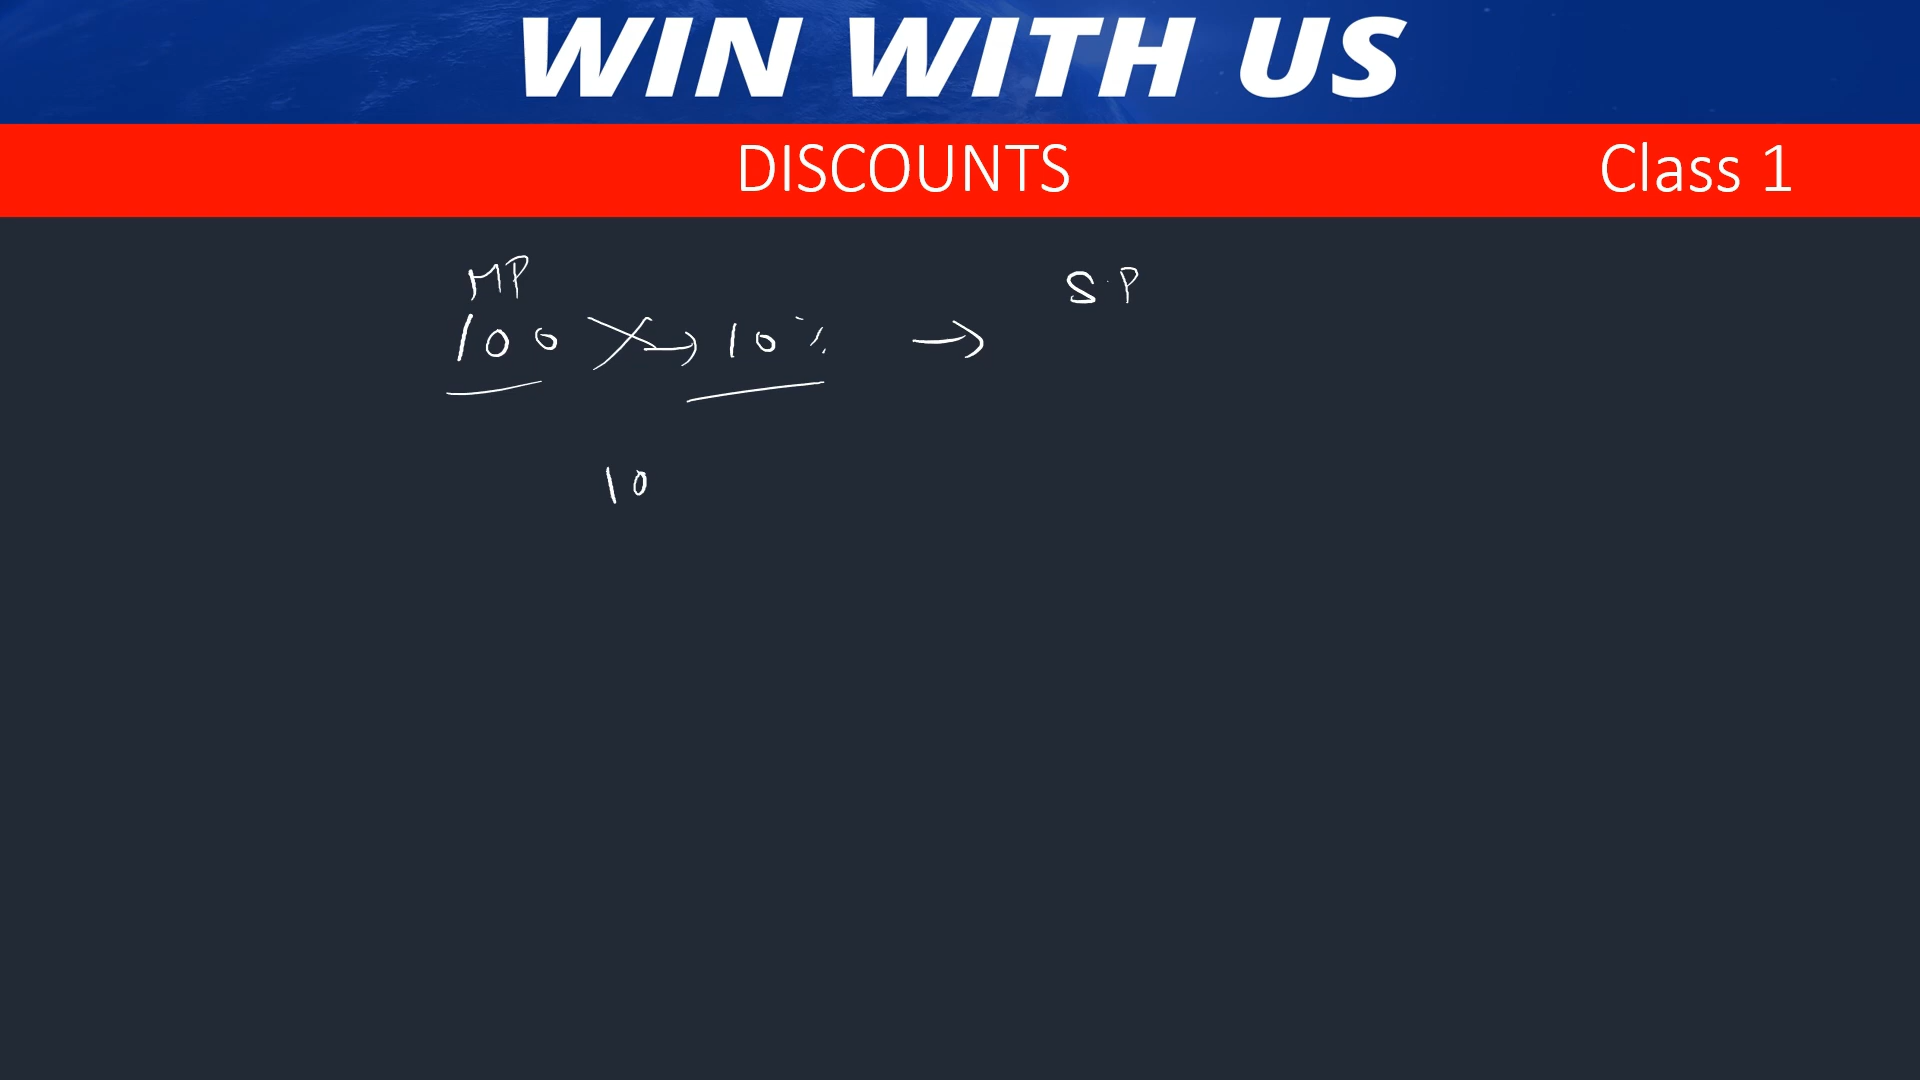 WIN WITH US
DISCOUNTS Class 1
MP S.P
100 X→ 10% →
10